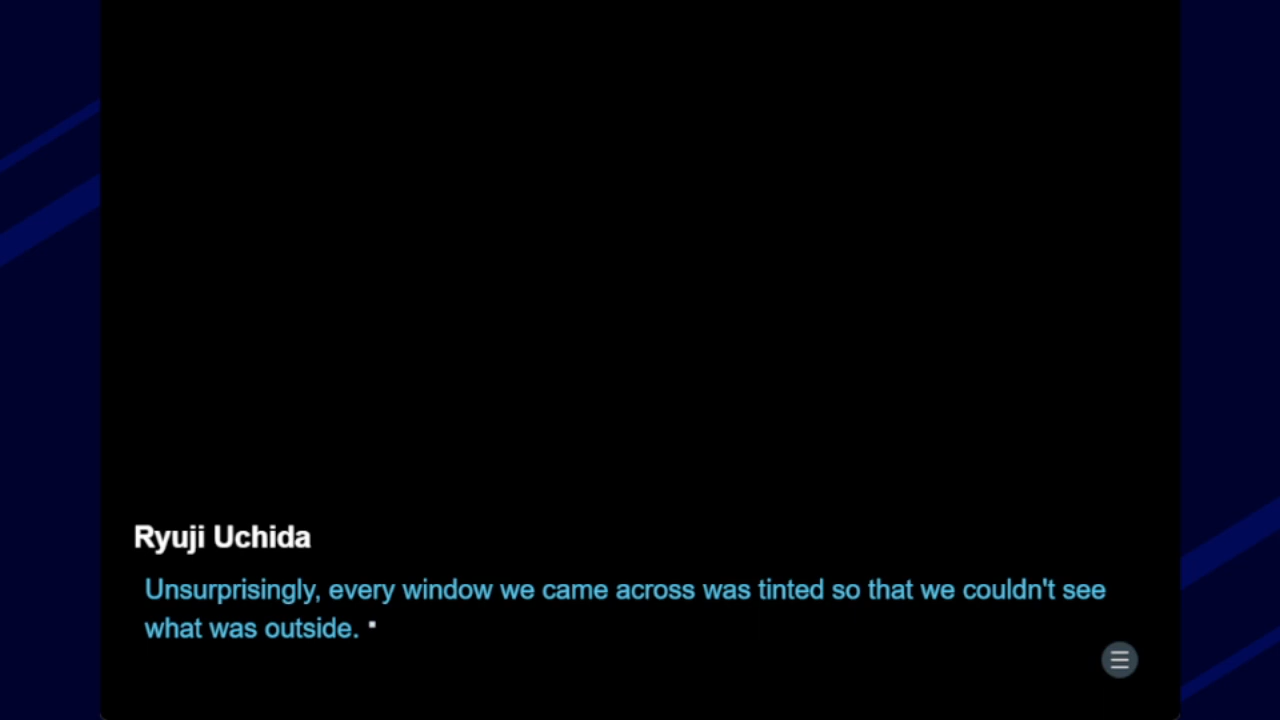 Ryuji Uchida
Unsurprisingly, every window we came across was tinted so that we couldn't see
what was outside.